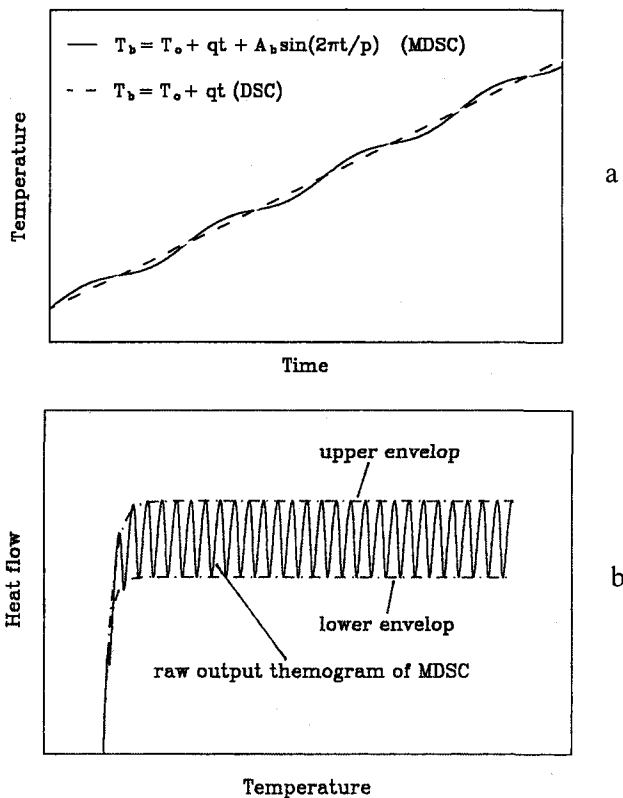 T_b = T_o + qt + A_b sin(2πt/p) (MDSC)
T_b = T_o + qt (DSC)
Temperature
a
Time
upper envelop
Heat flow
b
lower envelop
raw output themogram of MDSC
Temperature